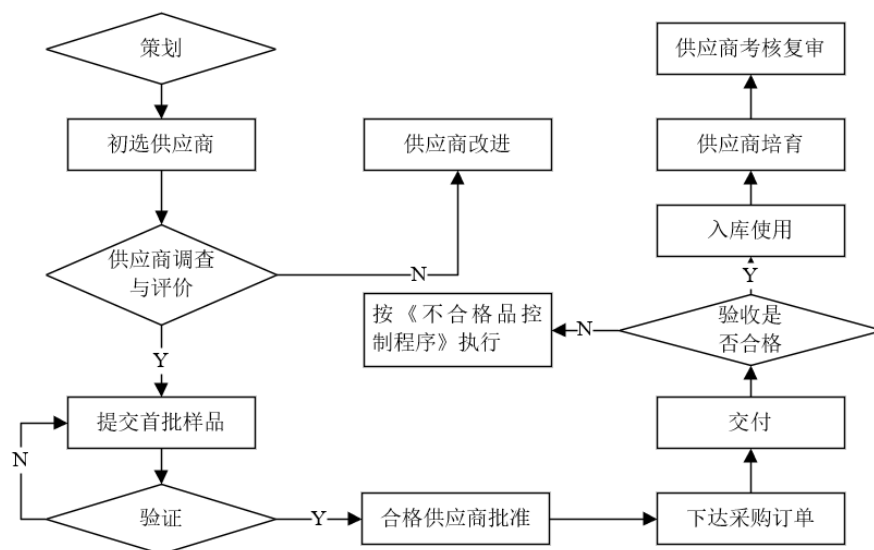 策划
初选供应商
供应商调查
与评价
N
供应商改进
Y
提交首批样品
N
验证
Y
合格供应商批准
下达采购订单
交付
验收是
否合格
N
按《不合格品控
制程序》执行
Y
入库使用
供应商培育
供应商考核复审